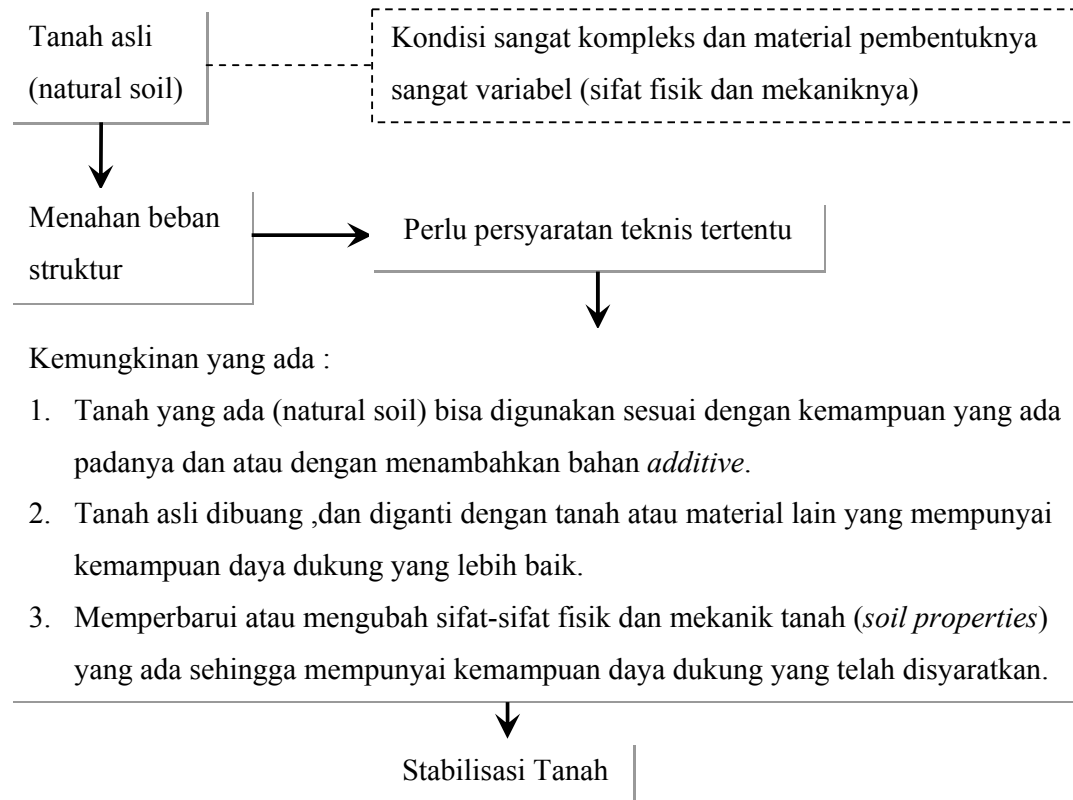 Tanah asli
(natural soil)
Kondisi sangat kompleks dan material pembentuknya
sangat variabel (sifat fisik dan mekaniknya)
Menahan beban
struktur
Perlu persyaratan teknis tertentu
Kemungkinan yang ada :
1. Tanah yang ada (natural soil) bisa digunakan sesuai dengan kemampuan yang ada
padanya dan atau dengan menambahkan bahan additive.
2. Tanah asli dibuang ,dan diganti dengan tanah atau material lain yang mempunyai
kemampuan daya dukung yang lebih baik.
3. Memperbarui atau mengubah sifat-sifat fisik dan mekanik tanah (soil properties)
yang ada sehingga mempunyai kemampuan daya dukung yang telah disyaratkan.
Stabilisasi Tanah